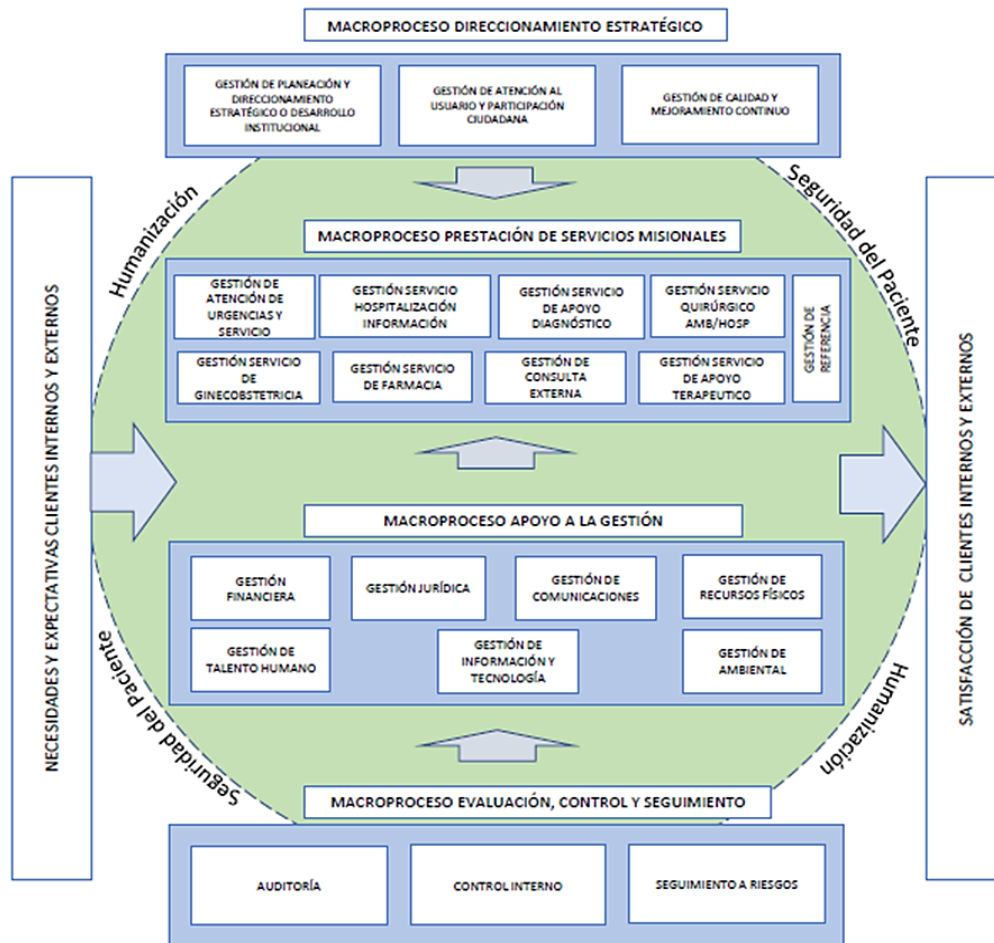 MACROPROCESO DIRECCIONAMIENTO ESTRATÉGICO
GESTIÓN DE PLANEACIÓN Y
DIRECCIONAMIENTO
ESTRATÉGICO O DESARROLLO
INSTITUCIONAL
GESTIÓN DE ATENCIÓN AL
USUARIO Y PARTICIPACIÓN
CIUDADANA
GESTIÓN DE CALIDAD Y
MEJORAMIENTO CONTINUO
NECESIDADES Y EXPECTATIVAS CLIENTES INTERNOS Y EXTERNOS
Humanización
Seguridad del Paciente
SATISFACCIÓN DE CLIENTES INTERNOS Y EXTERNOS
MACROPROCESO PRESTACIÓN DE SERVICIOS MISIONALES
GESTIÓN DE
ATENCIÓN DE
URGENCIAS Y
SERVICIO
GESTIÓN SERVICIO
HOSPITALIZACIÓN
INFORMACIÓN
GESTIÓN SERVICIO
DE APOYO
DIAGNÓSTICO
GESTIÓN SERVICIO
QUIRÚRGICO
AMB/HOSP
GESTIÓN DE
REFERENCIA
GESTIÓN SERVICIO
DE
GINECOBSTETRICIA
GESTIÓN SERVICIO
DE FARMACIA
GESTIÓN DE
CONSULTA
EXTERNA
GESTIÓN SERVICIO
DE APOYO
TERAPEUTICO
MACROPROCESO APOYO A LA GESTIÓN
GESTIÓN
FINANCIERA
GESTIÓN JURÍDICA
GESTIÓN DE
COMUNICACIONES
GESTIÓN DE
RECURSOS FÍSICOS
GESTIÓN DE
TALENTO HUMANO
GESTIÓN DE
INFORMACIÓN Y
TECNOLOGÍA
GESTIÓN DE
AMBIENTAL
Seguridad del Paciente
Humanización
MACROPROCESO EVALUACIÓN, CONTROL Y SEGUIMIENTO
AUDITORÍA
CONTROL INTERNO
SEGUIMIENTO A RIESGOS